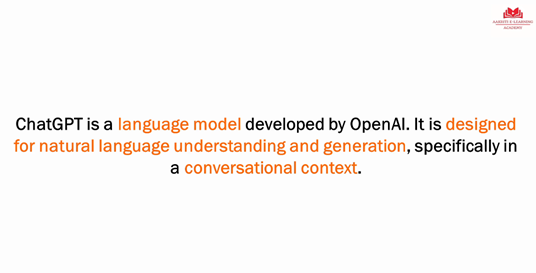 ACADEMY
ChatGPT is a language model developed by OpenAI. It is designed
for natural language understanding and generation, specifically in
a conversational context.